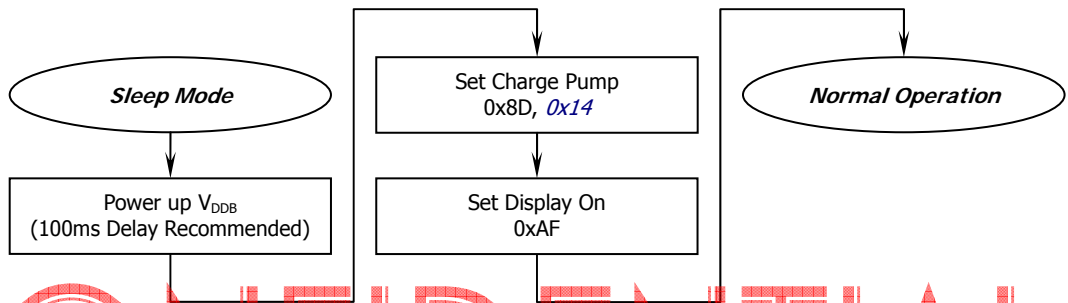 Sleep Mode
Power up VDDB
(100ms Delay Recommended)
Set Charge Pump
0x8D, 0x14
Set Display On
0xAF
Normal Operation